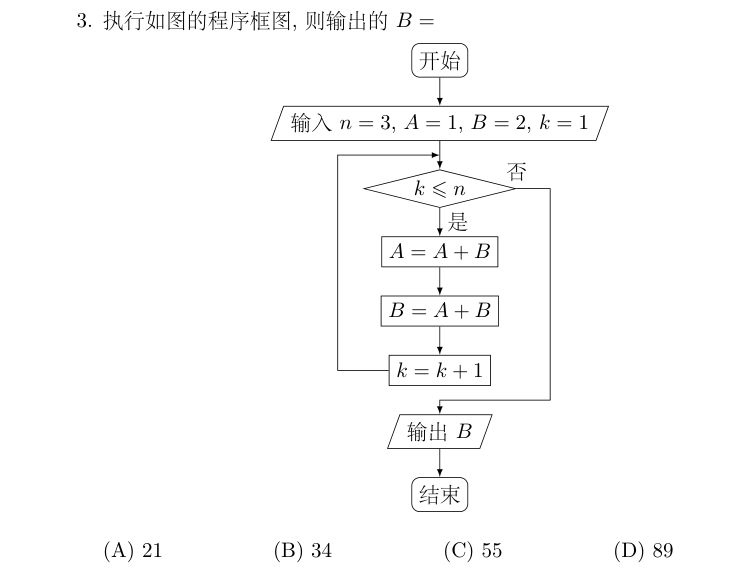 3. 执行如图的程序框图, 则输出的 B =
开始
输入 n = 3, A = 1, B = 2, k = 1
否
k ⩽ n
是
A = A + B
B = A + B
k = k + 1
输出 B
结束
(A) 21 (B) 34 (C) 55 (D) 89